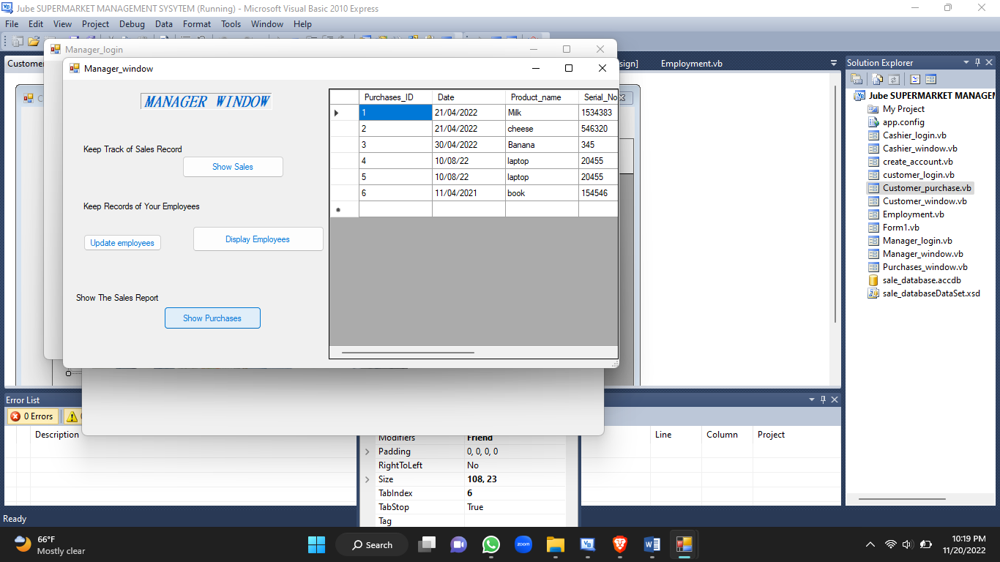 Jube SUPERMARKET MANAGEMENT SYSYTEM (Running) - Microsoft Visual Basic 2010 Express
File Edit View Project Debug Data Format Tools Window Help
Manager_login
Customer
sign] Employment.vb
Manager_window
MANAGER WINDOW
Keep Track of Sales Record
Show Sales
Keep Records of Your Employees
Update employees Display Employees
Show The Sales Report
Show Purchases
Purchases_ID Date Product_name Serial_No
1 21/04/2022 Milk 1534383
2 21/04/2022 cheese 546320
3 30/04/2022 Banana 345
4 10/08/22 laptop 20455
5 10/08/22 laptop 20455
6 11/04/2021 book 154546
Solution Explorer
Jube SUPERMARKET MANAGEM
My Project
app.config
Cashier_login.vb
Cashier_window.vb
create_account.vb
customer_login.vb
Customer_purchase.vb
Customer_window.vb
Employment.vb
Form1.vb
Manager_login.vb
Manager_window.vb
Purchases_window.vb
sale_database.accdb
sale_databaseDataSet.xsd
Error List
0 Errors
Description Line Column Project
Modifiers Friend
Padding 0, 0, 0, 0
RightToLeft No
Size 108, 23
TabIndex 6
TabStop True
Tag
Ready
66°F
Mostly clear
Search
zoom
10:19 PM
11/20/2022